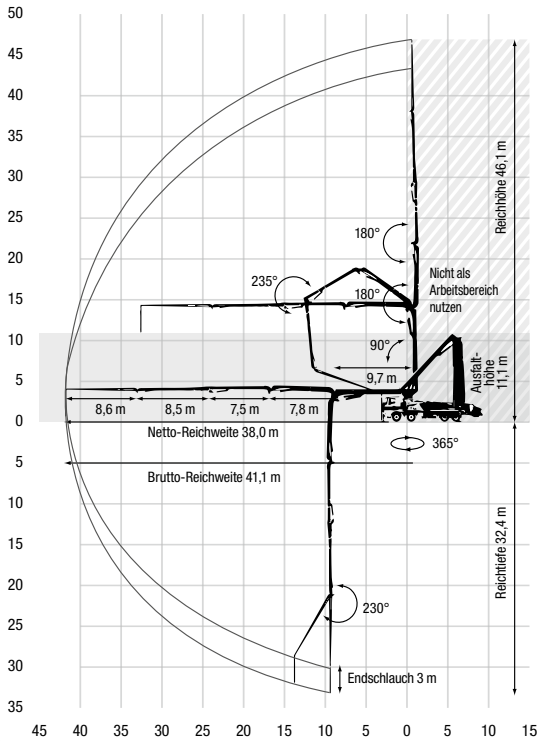 50
45
40
35
30
25
20
15
10
5
0
5
10
15
20
25
30
35
45 40 35 30 25 20 15 10 5 0 5 10 15
Reichhöhe 46,1 m
180°
235°
180°
Nicht als
Arbeitsbereich
nutzen
90°
9,7 m
Ausfalt-
höhe
11,1 m
8,6 m
8,5 m
7,5 m
7,8 m
Netto-Reichweite 38,0 m
365°
Brutto-Reichweite 41,1 m
Reichtiefe 32,4 m
230°
Endschlauch 3 m